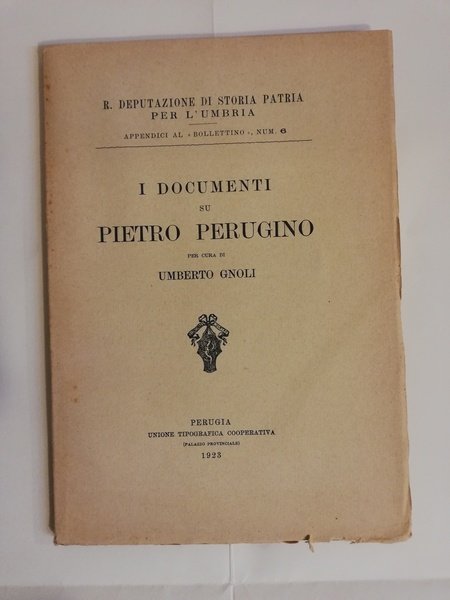 R. DEPUTAZIONE DI STORIA PATRIA
PER L'UMBRIA
APPENDICI AL «BOLLETTINO», NUM. 6
I DOCUMENTI
SU
PIETRO PERUGINO
PER CURA DI
UMBERTO GNOLI
PERUGIA
UNIONE TIPOGRAFICA COOPERATIVA
(PALAZZO PROVINCIALE)
1923